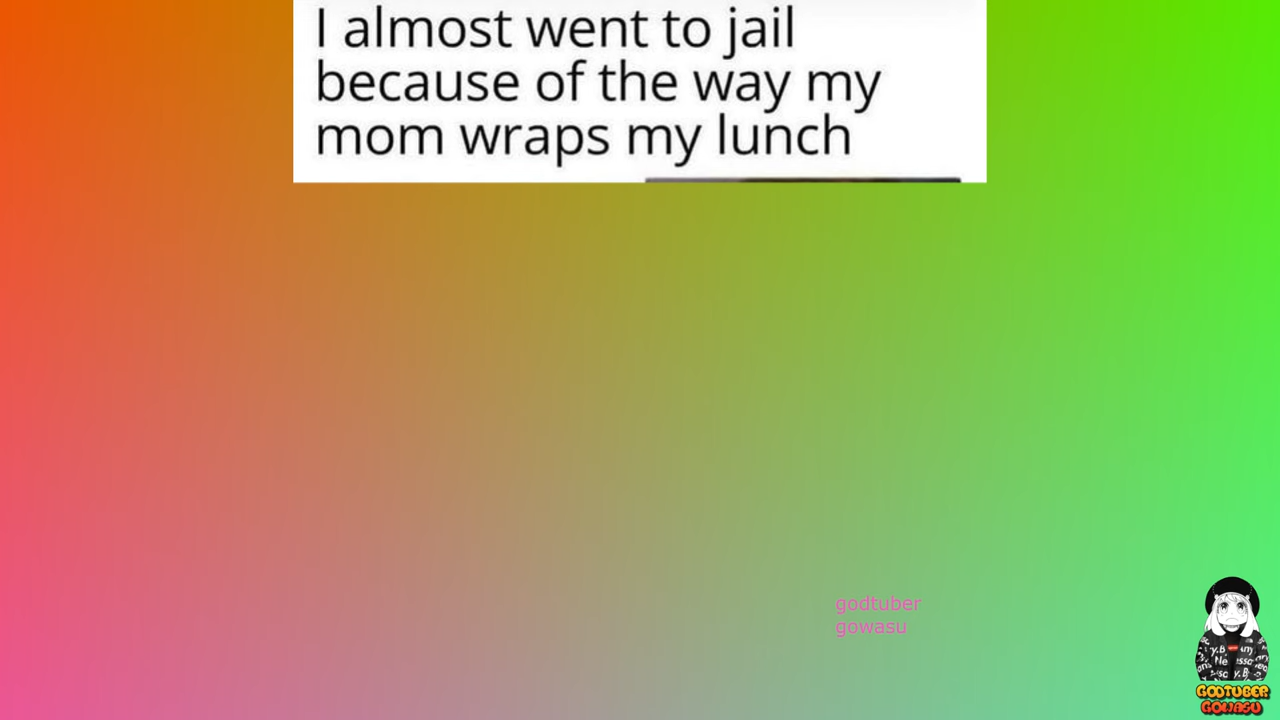 I almost went to jail
because of the way my
mom wraps my lunch
godtuber
gowasu
GODTUBER
GOWASU